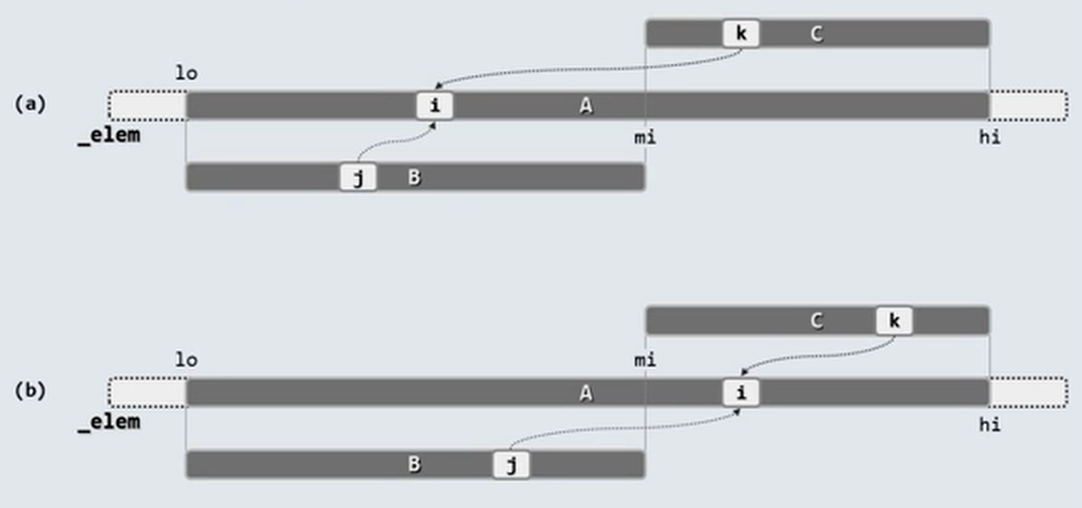 k C
lo
(a) i A
_elem mi hi
j B
C k
lo mi
(b) A i
_elem hi
B j